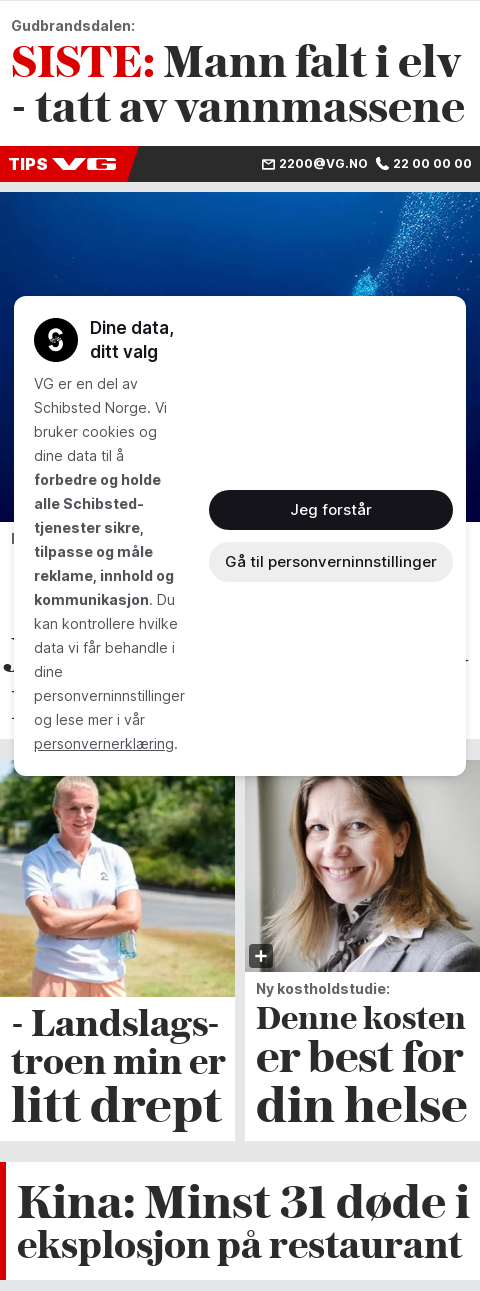 Gudbrandsdalen:
SISTE: Mann falt i elv
- tatt av vannmassene
TIPS VG
2200@VG.NO 22 00 00 00
Dine data,
ditt valg
VG er en del av
Schibsted Norge. Vi
bruker cookies og
dine data til å
forbedre og holde
alle Schibsted-
tjenester sikre,
tilpasse og måle
reklame, innhold og
kommunikasjon. Du
kan kontrollere hvilke
data vi får behandle i
dine
personverninnstillinger
og lese mer i vår
personvernerklæring.
Jeg forstår
Gå til personverninnstillinger
- Landslags-
troen min er
litt drept
Ny kostholdstudie:
Denne kosten
er best for
din helse
Kina: Minst 31 døde i
eksplosjon på restaurant